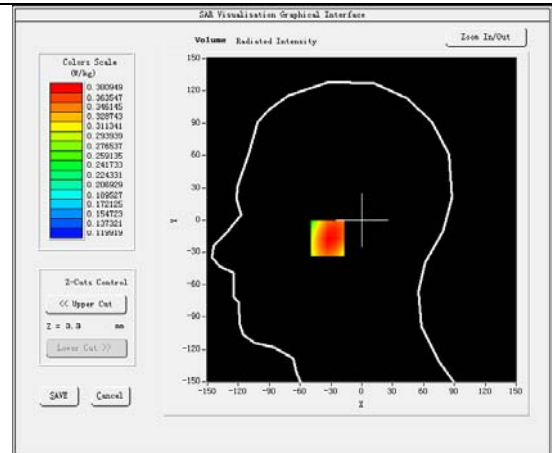 SAR Visualisation Graphical Interface
Volume Radiated Intensity
Zoom In/Out
Colors Scale
(W/kg)
0.380949
0.363547
0.346145
0.328743
0.311341
0.293939
0.276537
0.259135
0.241733
0.224331
0.206929
0.189527
0.172125
0.154723
0.137321
0.119919
Z-Cuts Control
<< Upper Cut
Z = 3.3 mm
Lower Cut >>
SAVE Cancel
150
120
90
60
30
0
-30
-60
-90
-120
-150
Y
-150 -120 -90 -60 -30 0 30 60 90 120 150
X